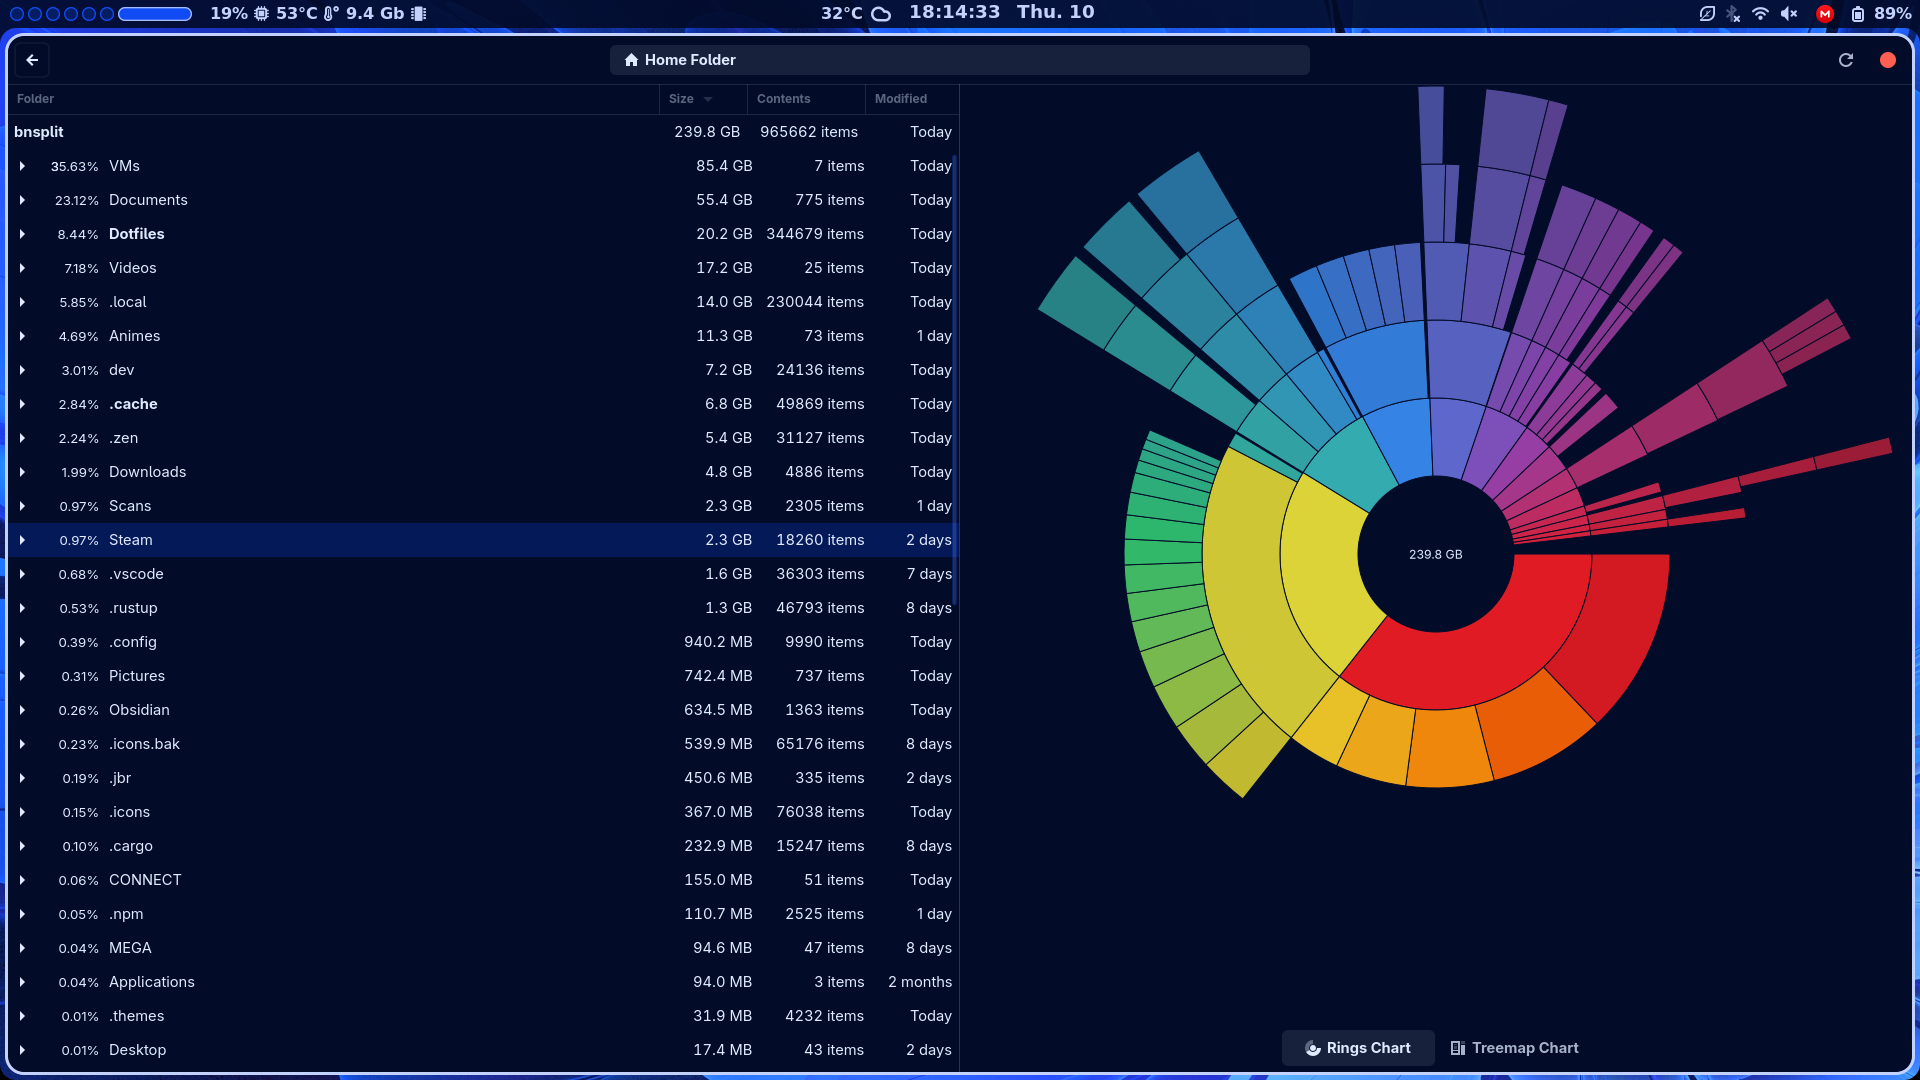 19% 53°C 9.4 Gb 32°C 18:14:33 Thu. 10 89%
Home Folder
Folder Size Contents Modified
bnsplit 239.8 GB 965662 items Today
35.63% VMs 85.4 GB 7 items Today
23.12% Documents 55.4 GB 775 items Today
8.44% Dotfiles 20.2 GB 344679 items Today
7.18% Videos 17.2 GB 25 items Today
5.85% .local 14.0 GB 230044 items Today
4.69% Animes 11.3 GB 73 items 1 day
3.01% dev 7.2 GB 24136 items Today
2.84% .cache 6.8 GB 49869 items Today
2.24% .zen 5.4 GB 31127 items Today
1.99% Downloads 4.8 GB 4886 items Today
0.97% Scans 2.3 GB 2305 items 1 day
0.97% Steam 2.3 GB 18260 items 2 days
0.68% .vscode 1.6 GB 36303 items 7 days
0.53% .rustup 1.3 GB 46793 items 8 days
0.39% .config 940.2 MB 9990 items Today
0.31% Pictures 742.4 MB 737 items Today
0.26% Obsidian 634.5 MB 1363 items Today
0.23% .icons.bak 539.9 MB 65176 items 8 days
0.19% .jbr 450.6 MB 335 items 2 days
0.15% .icons 367.0 MB 76038 items Today
0.10% .cargo 232.9 MB 15247 items 8 days
0.06% CONNECT 155.0 MB 51 items Today
0.05% .npm 110.7 MB 2525 items 1 day
0.04% MEGA 94.6 MB 47 items 8 days
0.04% Applications 94.0 MB 3 items 2 months
0.01% .themes 31.9 MB 4232 items Today
0.01% Desktop 17.4 MB 43 items 2 days
239.8 GB
Rings Chart Treemap Chart